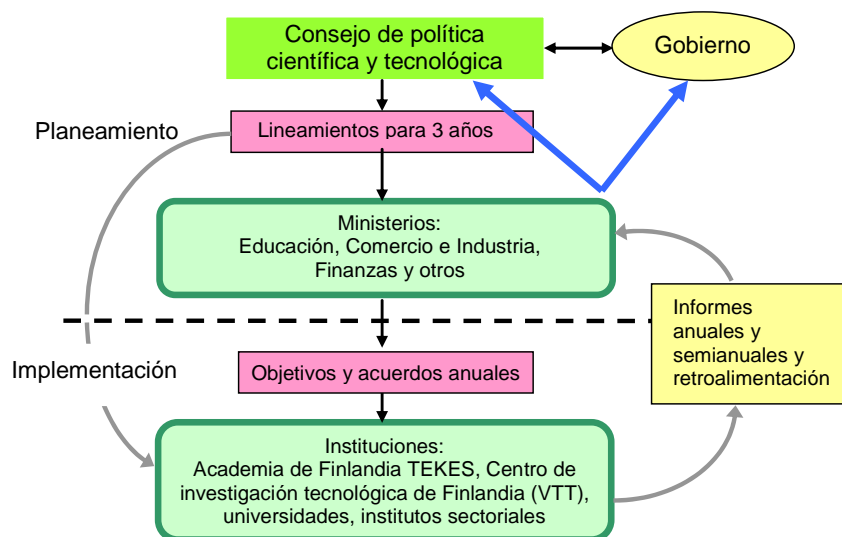 Consejo de política
científica y tecnológica
Gobierno
Planeamiento
Lineamientos para 3 años
Ministerios:
Educación, Comercio e Industria,
Finanzas y otros
Informes
anuales y
semianuales y
retroalimentación
Implementación
Objetivos y acuerdos anuales
Instituciones:
Academia de Finlandia TEKES, Centro de
investigación tecnológica de Finlandia (VTT),
universidades, institutos sectoriales